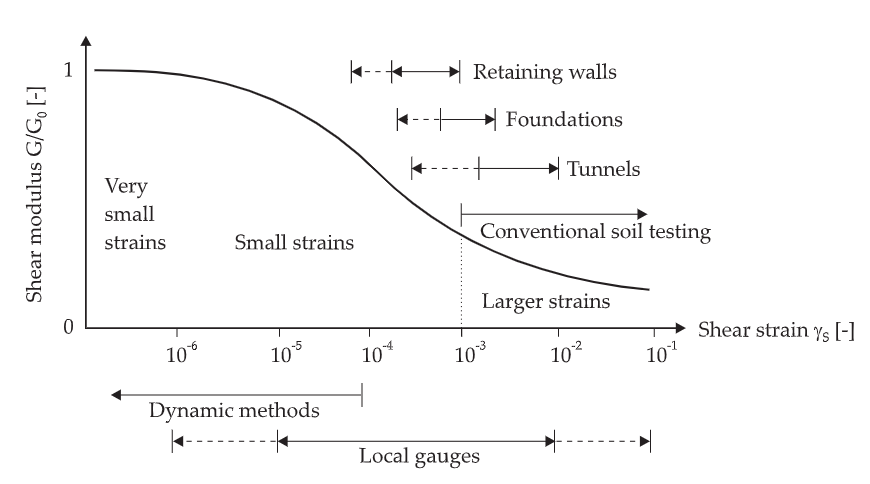 1
Retaining walls
Foundations
Tunnels
Shear modulus G/G₀ [-]
Very
small
strains
Small strains
Conventional soil testing
Larger strains
0
Shear strain γₛ [-]
10⁻⁶ 10⁻⁵ 10⁻⁴ 10⁻³ 10⁻² 10⁻¹
Dynamic methods
Local gauges